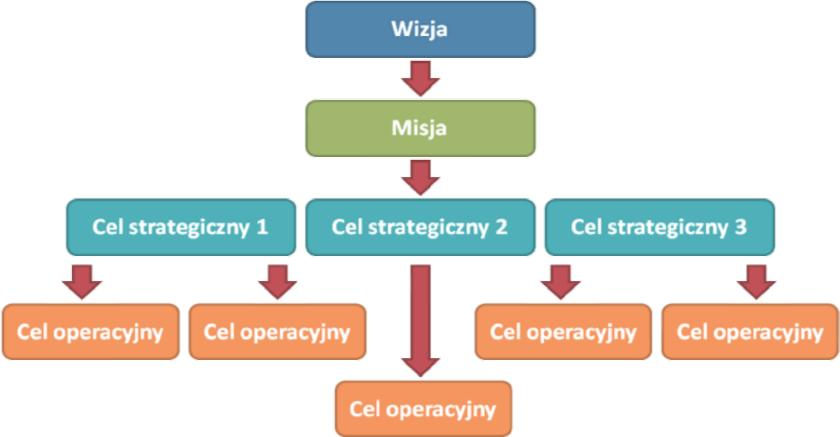 Wizja
Misja
Cel strategiczny 1
Cel strategiczny 2
Cel strategiczny 3
Cel operacyjny
Cel operacyjny
Cel operacyjny
Cel operacyjny
Cel operacyjny